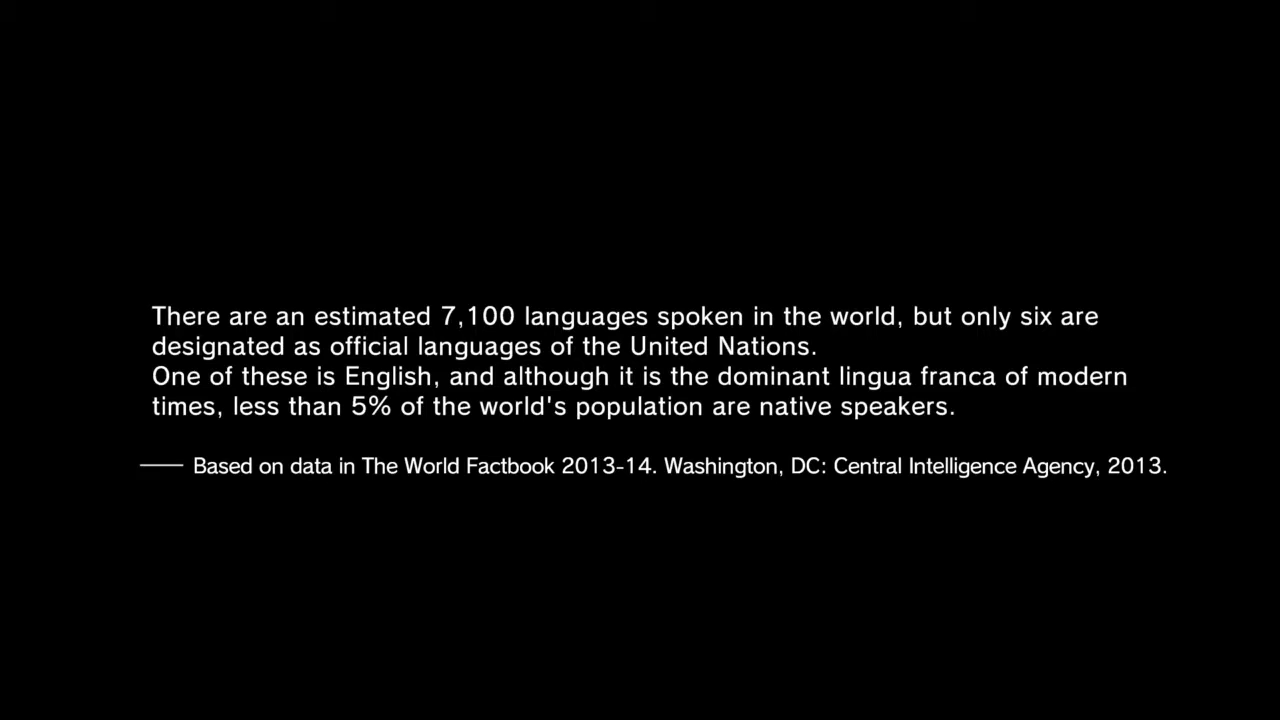 There are an estimated 7,100 languages spoken in the world, but only six are
designated as official languages of the United Nations.
One of these is English, and although it is the dominant lingua franca of modern
times, less than 5% of the world's population are native speakers.
—— Based on data in The World Factbook 2013-14. Washington, DC: Central Intelligence Agency, 2013.